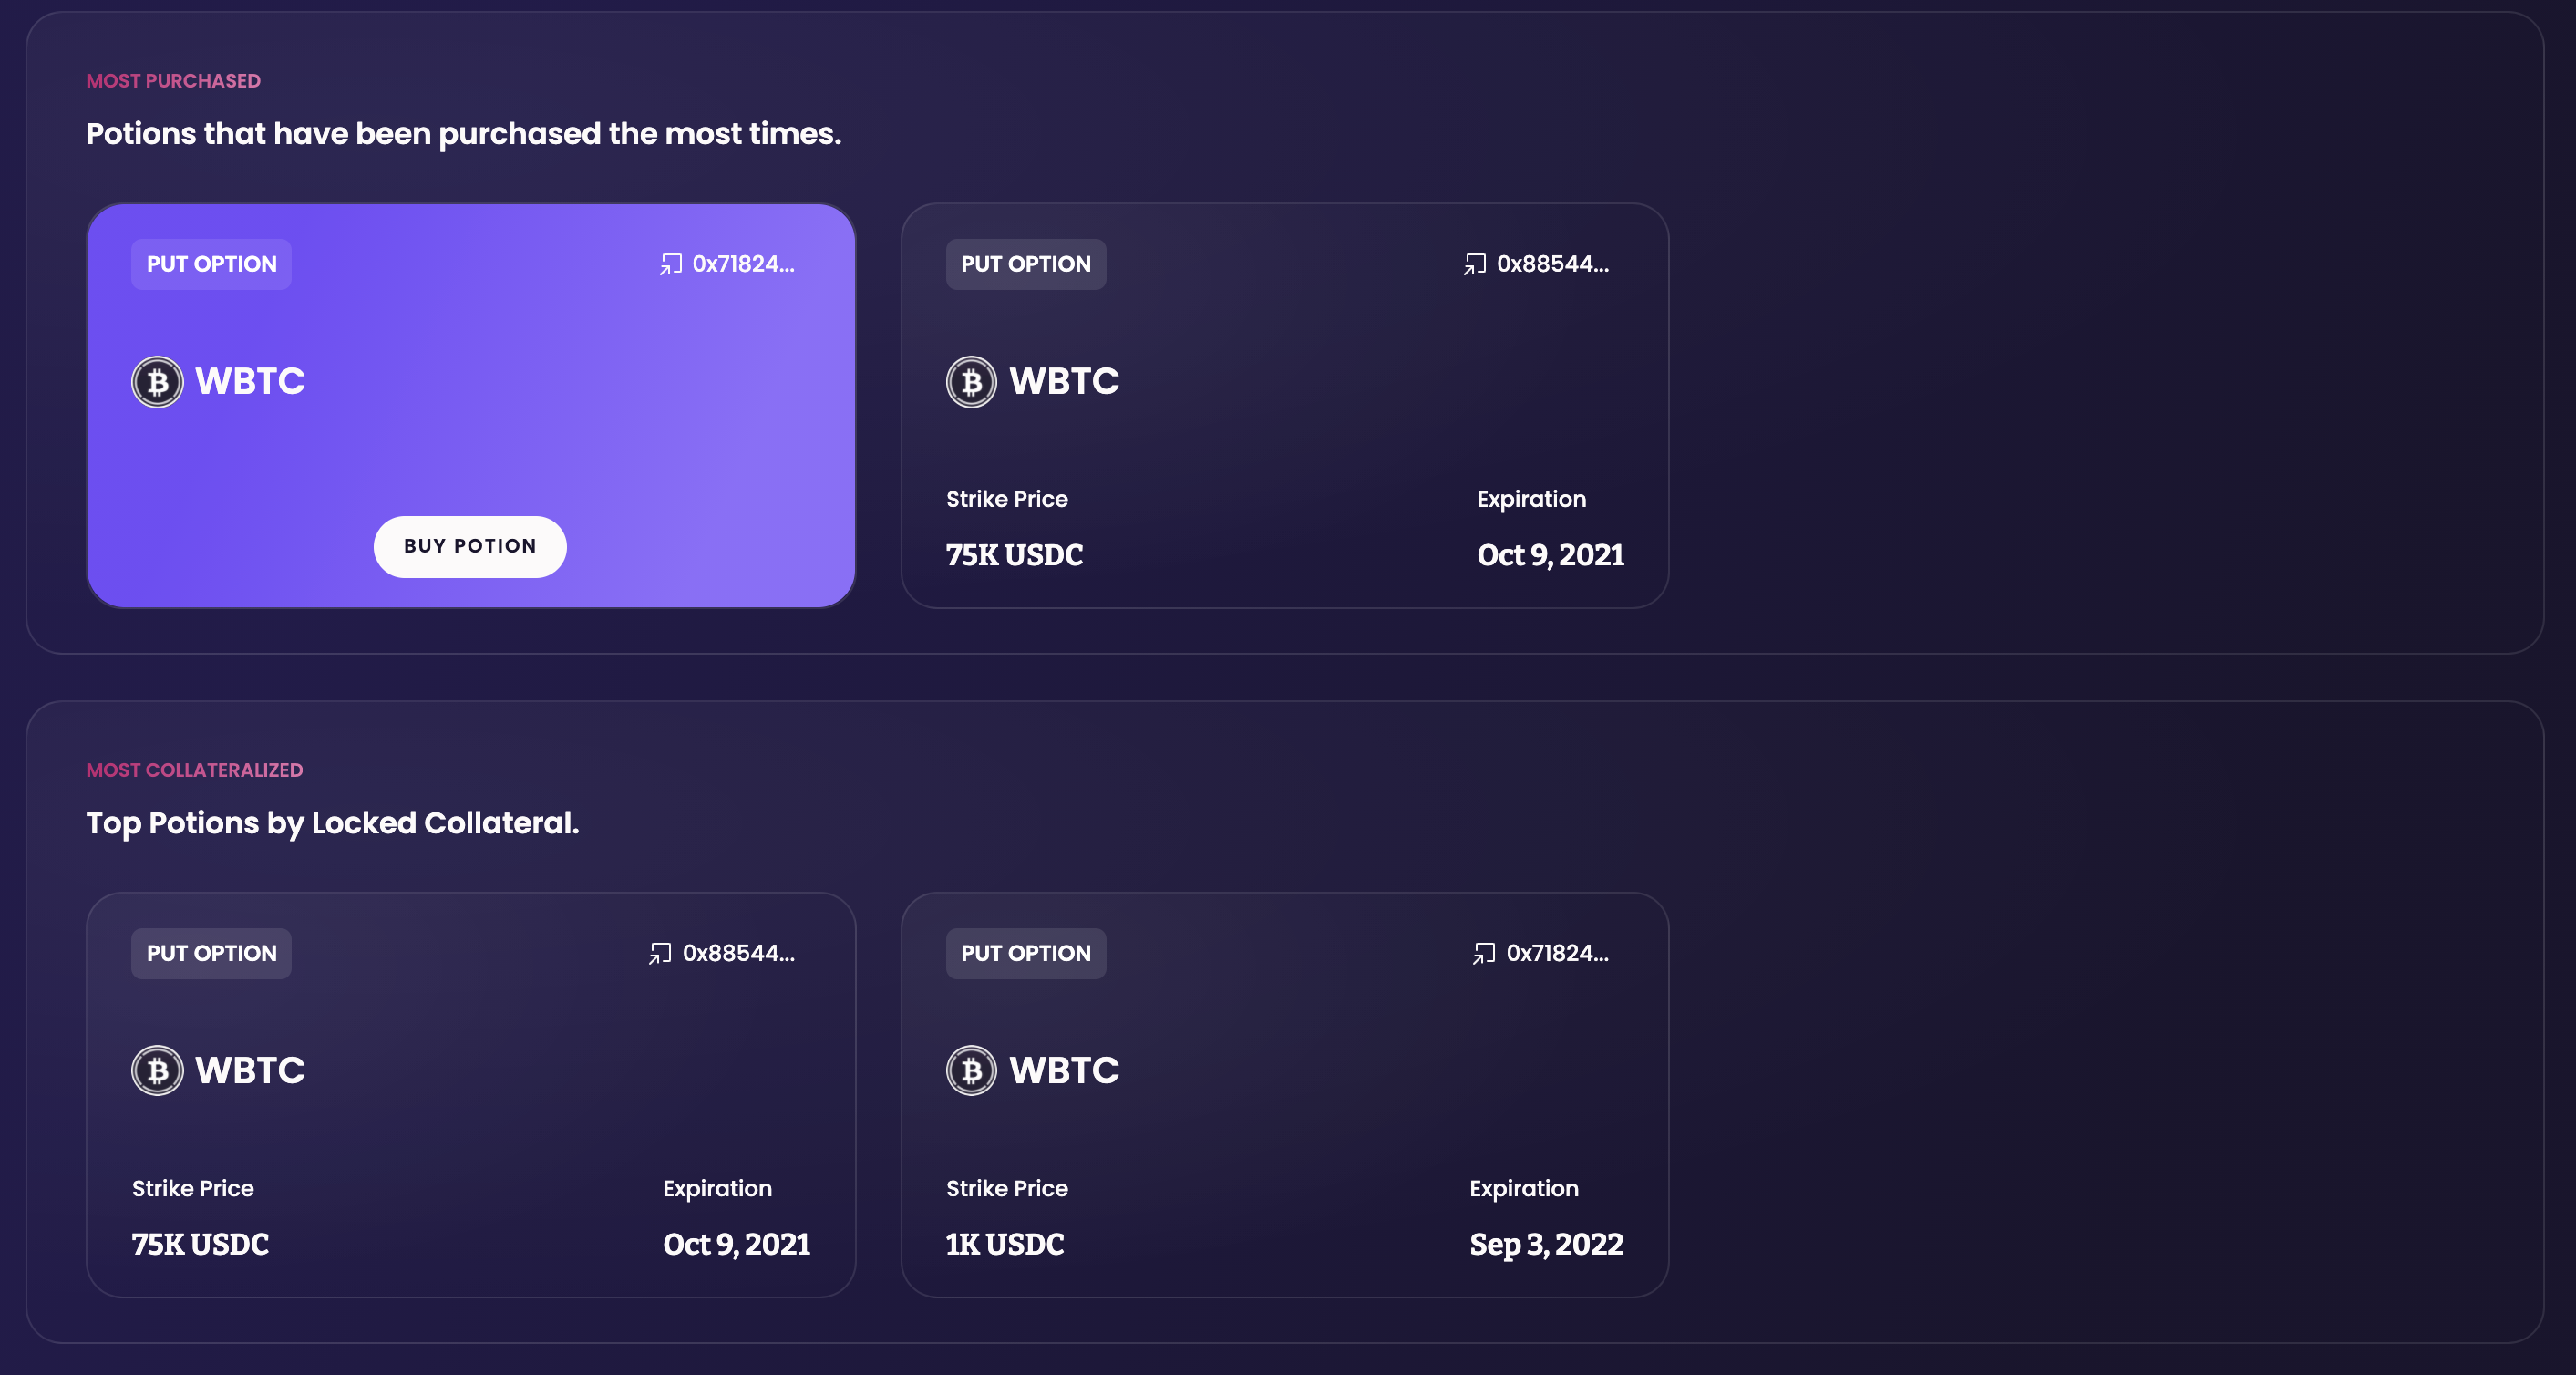 MOST PURCHASED
Potions that have been purchased the most times.
PUT OPTION 0x71824...
WBTC
BUY POTION
PUT OPTION 0x88544...
WBTC
Strike Price Expiration
75K USDC Oct 9, 2021
MOST COLLATERALIZED
Top Potions by Locked Collateral.
PUT OPTION 0x88544...
WBTC
Strike Price Expiration
75K USDC Oct 9, 2021
PUT OPTION 0x71824...
WBTC
Strike Price Expiration
1K USDC Sep 3, 2022